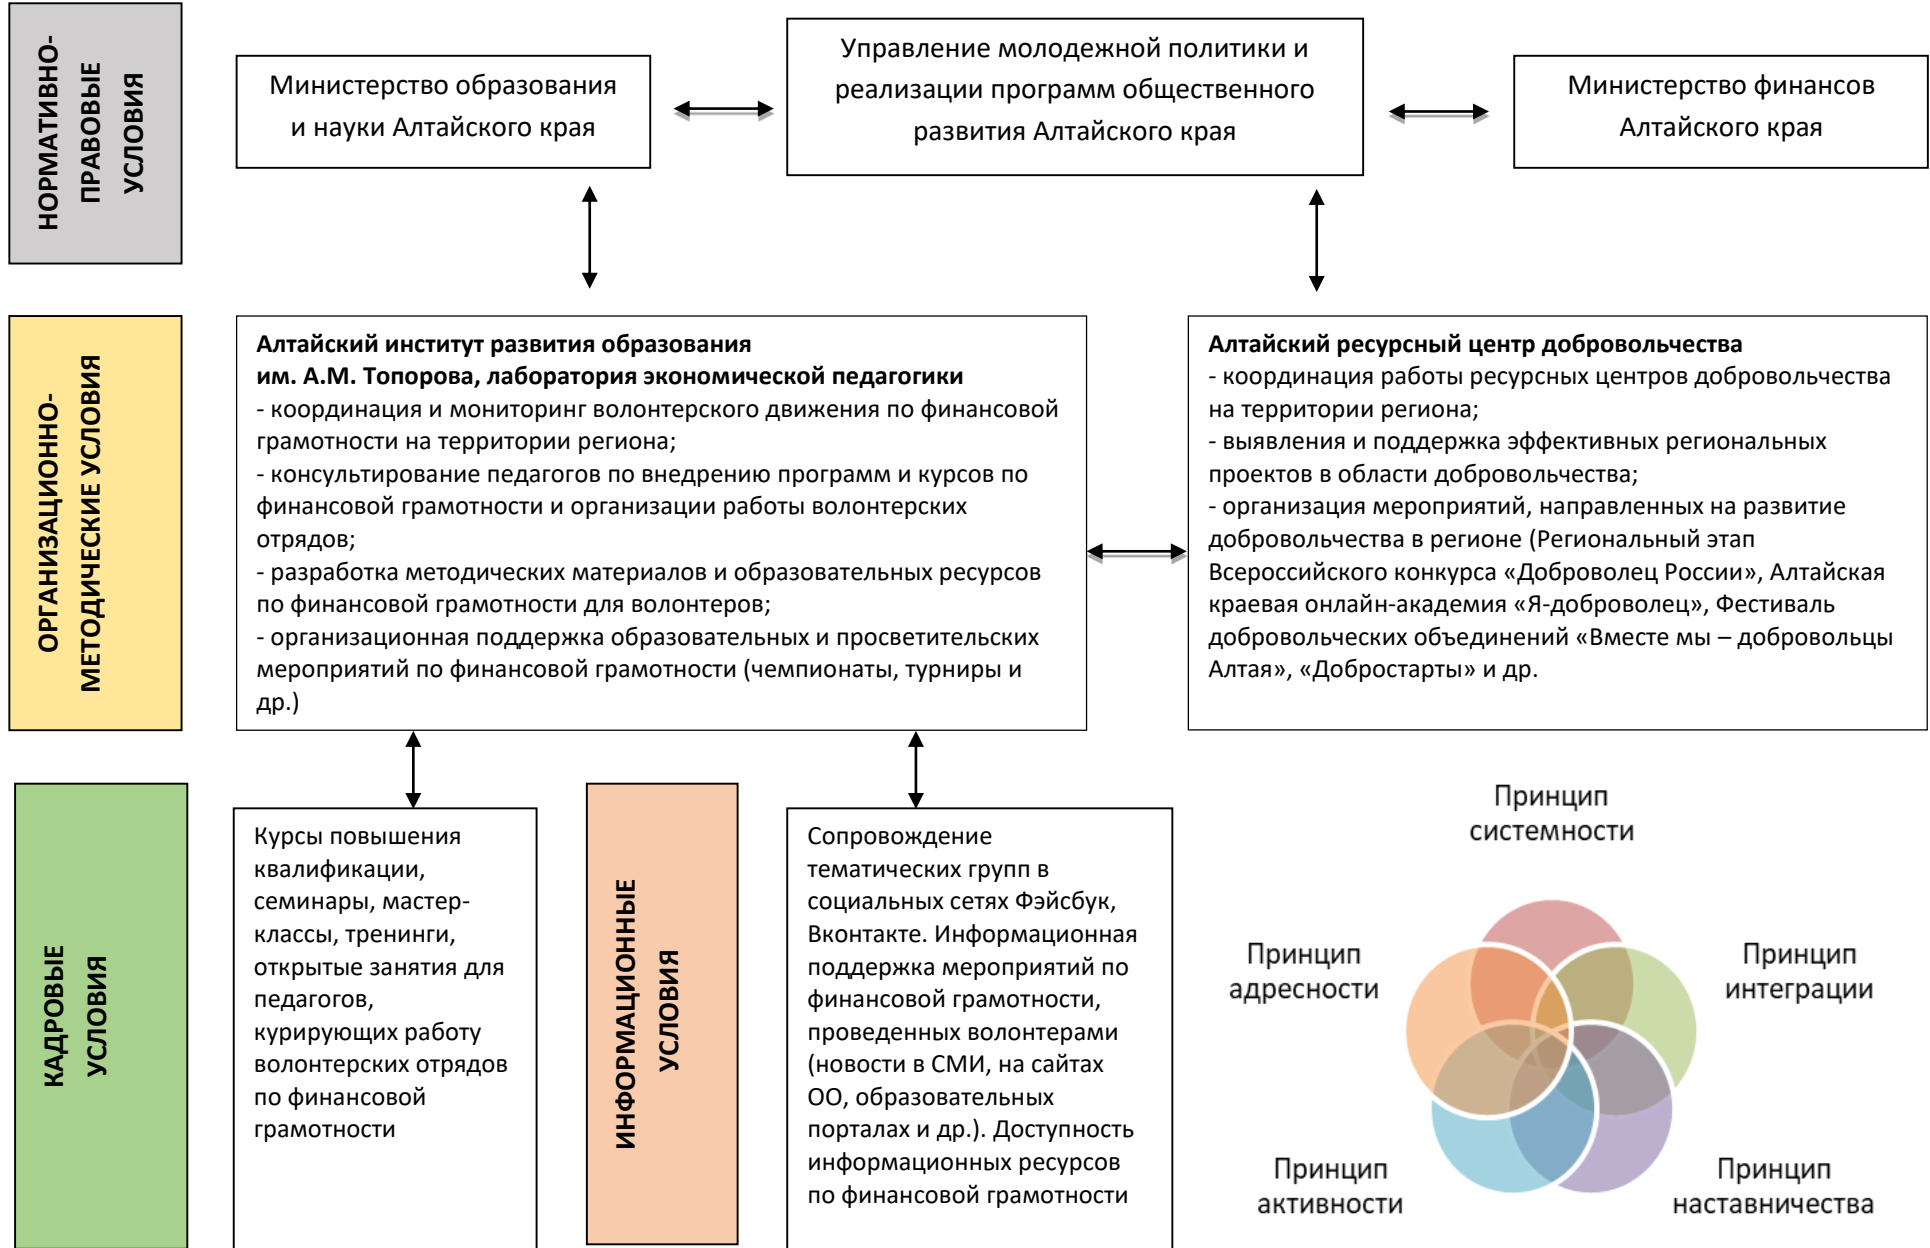 НОРМАТИВНО-
ПРАВОВЫЕ
УСЛОВИЯ
Министерство образования
и науки Алтайского края
Управление молодежной политики и
реализации программ общественного
развития Алтайского края
Министерство финансов
Алтайского края
ОРГАНИЗАЦИОННО-
МЕТОДИЧЕСКИЕ УСЛОВИЯ
Алтайский институт развития образования
им. А.М. Топорова, лаборатория экономической педагогики
- координация и мониторинг волонтерского движения по финансовой
грамотности на территории региона;
- консультирование педагогов по внедрению программ и курсов по
финансовой грамотности и организации работы волонтерских
отрядов;
- разработка методических материалов и образовательных ресурсов
по финансовой грамотности для волонтеров;
- организационная поддержка образовательных и просветительских
мероприятий по финансовой грамотности (чемпионаты, турниры и
др.)
Алтайский ресурсный центр добровольчества
- координация работы ресурсных центров добровольчества
на территории региона;
- выявления и поддержка эффективных региональных
проектов в области добровольчества;
- организация мероприятий, направленных на развитие
добровольчества в регионе (Региональный этап
Всероссийского конкурса «Доброволец России», Алтайская
краевая онлайн-академия «Я-доброволец», Фестиваль
добровольческих объединений «Вместе мы – добровольцы
Алтая», «Добростарты» и др.
КАДРОВЫЕ
УСЛОВИЯ
Курсы повышения
квалификации,
семинары, мастер-
классы, тренинги,
открытые занятия для
педагогов,
курирующих работу
волонтерских отрядов
по финансовой
грамотности
ИНФОРМАЦИОННЫЕ
УСЛОВИЯ
Сопровождение
тематических групп в
социальных сетях Фэйсбук,
Вконтакте. Информационная
поддержка мероприятий по
финансовой грамотности,
проведенных волонтерами
(новости в СМИ, на сайтах
ОО, образовательных
порталах и др.). Доступность
информационных ресурсов
по финансовой грамотности
Принцип
системности
Принцип
адресности
Принцип
интеграции
Принцип
активности
Принцип
наставничества